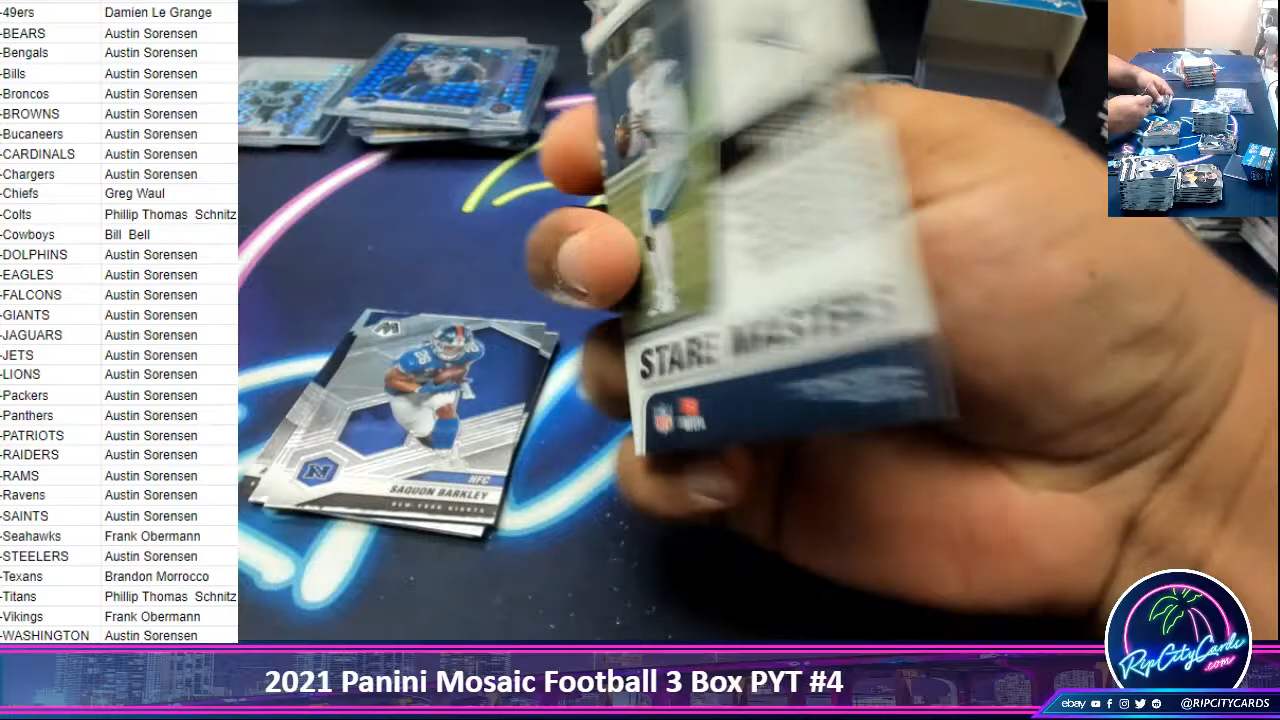 -49ers Damien Le Grange
-BEARS Austin Sorensen
-Bengals Austin Sorensen
-Bills Austin Sorensen
-Broncos Austin Sorensen
-BROWNS Austin Sorensen
-Bucaneers Austin Sorensen
-CARDINALS Austin Sorensen
-Chargers Austin Sorensen
-Chiefs Greg Waul
-Colts Phillip Thomas Schnitz
-Cowboys Bill Bell
-DOLPHINS Austin Sorensen
-EAGLES Austin Sorensen
-FALCONS Austin Sorensen
-GIANTS Austin Sorensen
-JAGUARS Austin Sorensen
-JETS Austin Sorensen
-LIONS Austin Sorensen
-Packers Austin Sorensen
-Panthers Austin Sorensen
-PATRIOTS Austin Sorensen
-RAIDERS Austin Sorensen
-RAMS Austin Sorensen
-Ravens Austin Sorensen
-SAINTS Austin Sorensen
-Seahawks Frank Obermann
-STEELERS Austin Sorensen
-Texans Brandon Morrocco
-Titans Phillip Thomas Schnitz
-Vikings Frank Obermann
-WASHINGTON Austin Sorensen
STARE MASTERS
NFL
M
28
N
NFC
SAQUON BARKLEY
NEW YORK GIANTS
RipCityCards
.com
2021 Panini Mosaic Football 3 Box PYT #4
ebay @RIPCITYCARDS